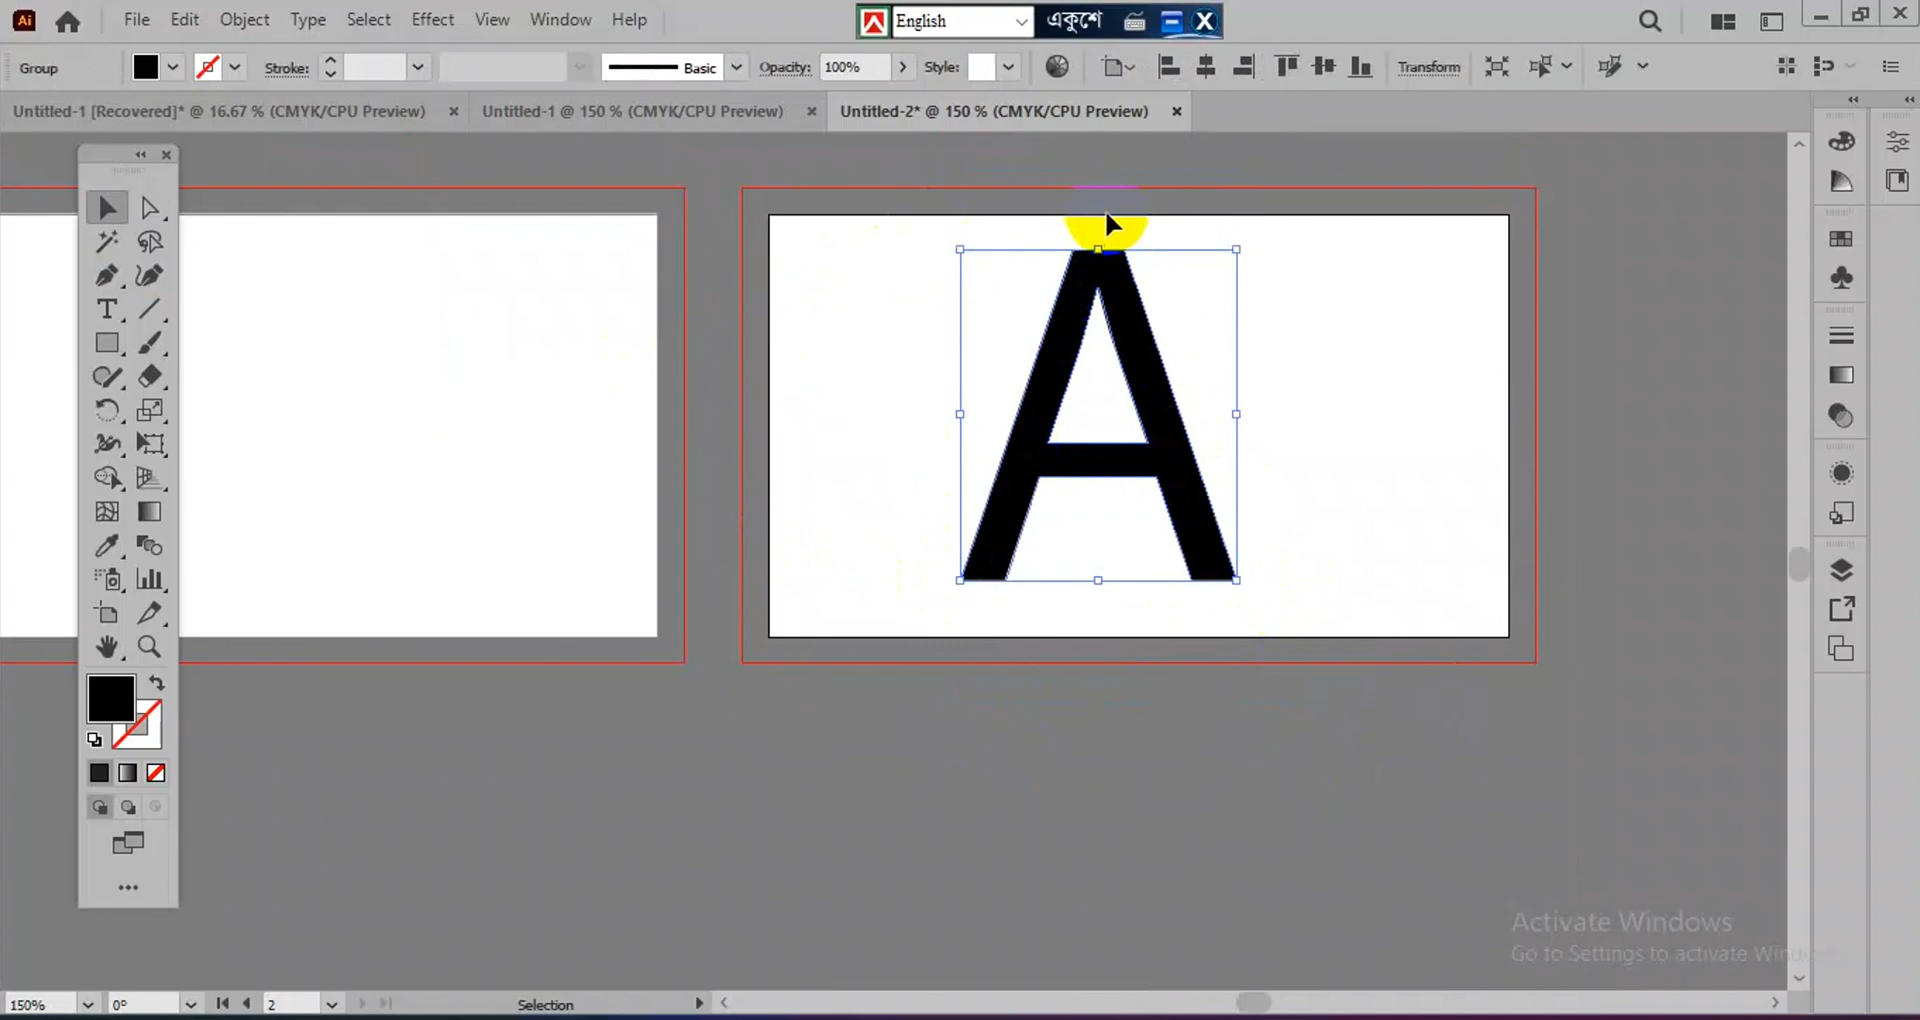 Ai File Edit Object Type Select Effect View Window Help English একুশে X
Group Stroke: Basic Opacity: 100% Style: Transform
Untitled-1 [Recovered]* @ 16.67 % (CMYK/CPU Preview) × Untitled-1 @ 150 % (CMYK/CPU Preview) × Untitled-2* @ 150 % (CMYK/CPU Preview) ×
T
A
Activate Windows
Go to Settings to activate Windows
150% 0° 2 Selection